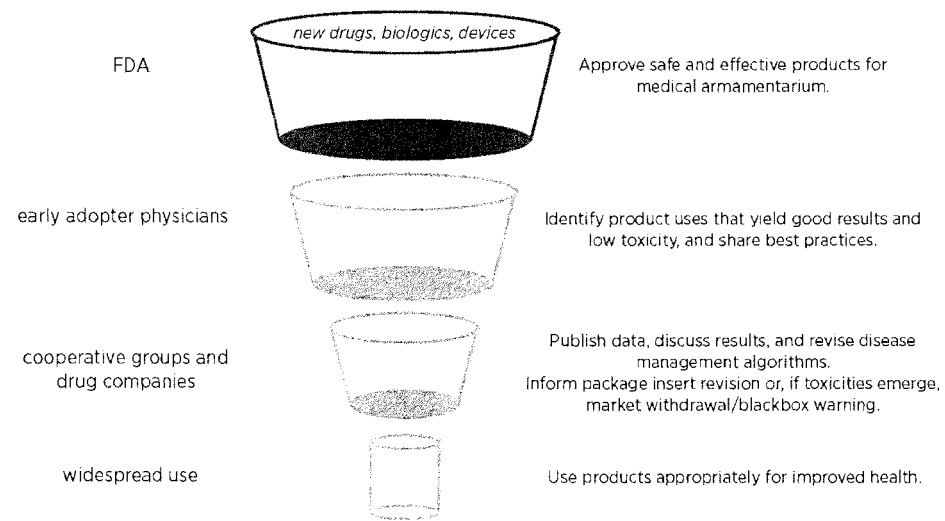 new drugs, biologics, devices
FDA
Approve safe and effective products for
medical armamentarium.
early adopter physicians
Identify product uses that yield good results and
low toxicity, and share best practices.
cooperative groups and
drug companies
Publish data, discuss results, and revise disease
management algorithms.
Inform package insert revision or, if toxicities emerge,
market withdrawal/blackbox warning.
widespread use
Use products appropriately for improved health.